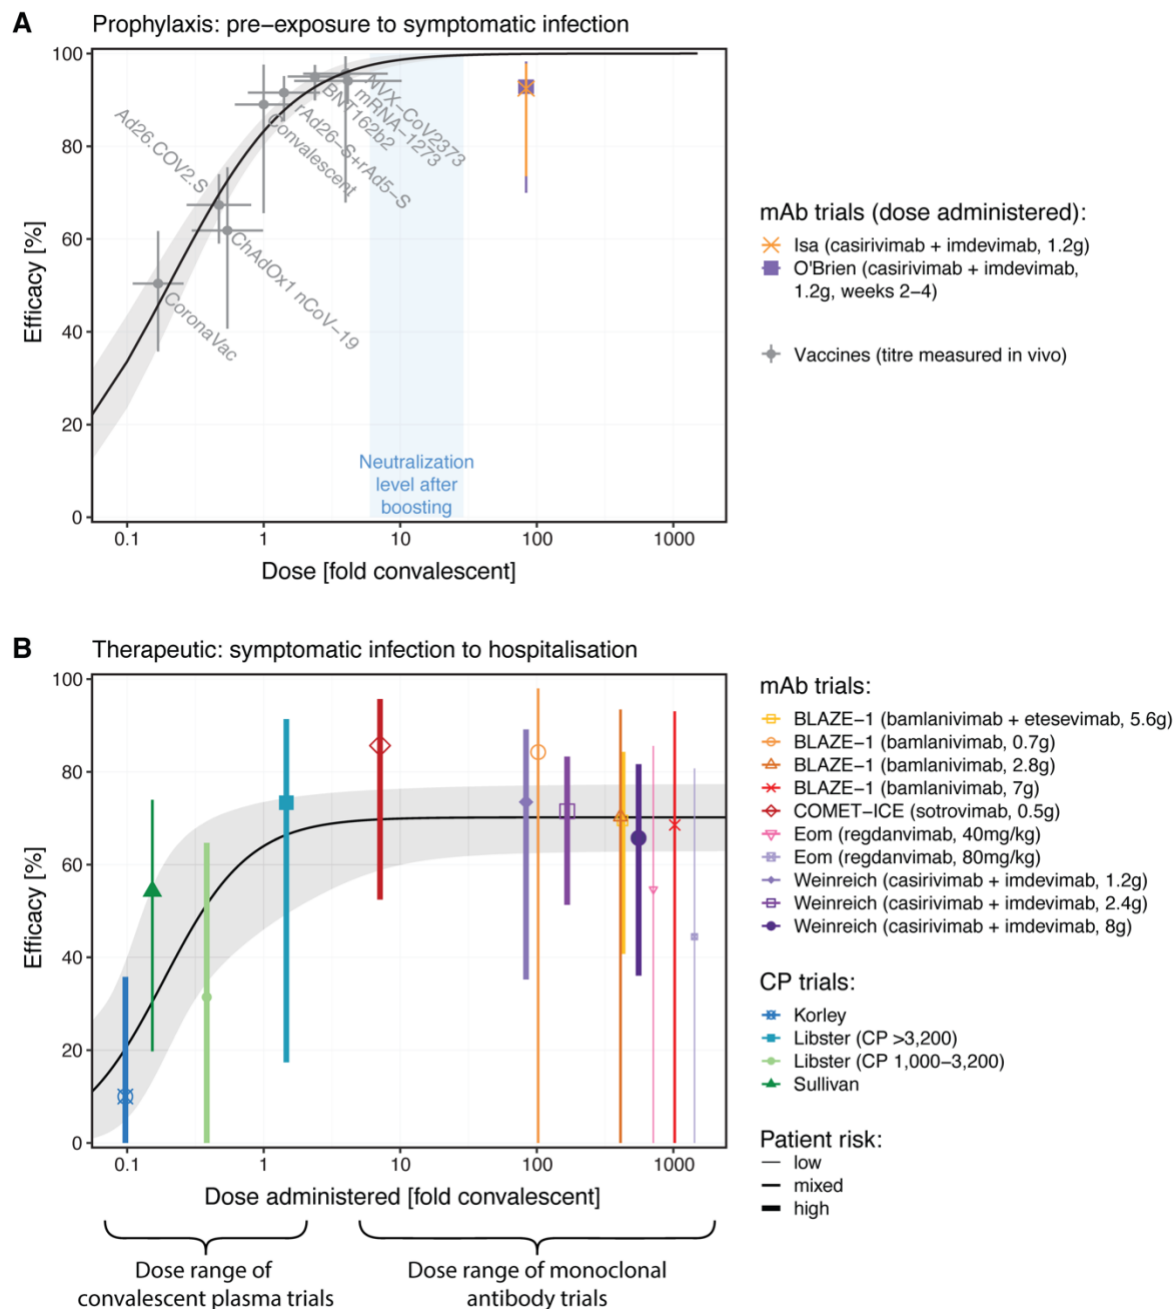 A
Prophylaxis: pre-exposure to symptomatic infection
Efficacy [%]
100
80
60
40
20
0
Ad26.COV2.S
CoronaVac
ChAdOx1 nCoV-19
Convalescent
rAd26-S+rAd5-S
BNT162b2
mRNA-1273
NVX-CoV2373
Neutralization
level after
boosting
0.1 1 10 100 1000
Dose [fold convalescent]
mAb trials (dose administered):
Isa (casirivimab + imdevimab, 1.2g)
O'Brien (casirivimab + imdevimab,
1.2g, weeks 2-4)
Vaccines (titre measured in vivo)
B
Therapeutic: symptomatic infection to hospitalisation
Efficacy [%]
100
80
60
40
20
0
0.1 1 10 100 1000
Dose administered [fold convalescent]
Dose range of
convalescent plasma trials
Dose range of monoclonal
antibody trials
mAb trials:
BLAZE-1 (bamlanivimab + etesevimab, 5.6g)
BLAZE-1 (bamlanivimab, 0.7g)
BLAZE-1 (bamlanivimab, 2.8g)
BLAZE-1 (bamlanivimab, 7g)
COMET-ICE (sotrovimab, 0.5g)
Eom (regdanvimab, 40mg/kg)
Eom (regdanvimab, 80mg/kg)
Weinreich (casirivimab + imdevimab, 1.2g)
Weinreich (casirivimab + imdevimab, 2.4g)
Weinreich (casirivimab + imdevimab, 8g)
CP trials:
Korley
Libster (CP >3,200)
Libster (CP 1,000-3,200)
Sullivan
Patient risk:
low
mixed
high